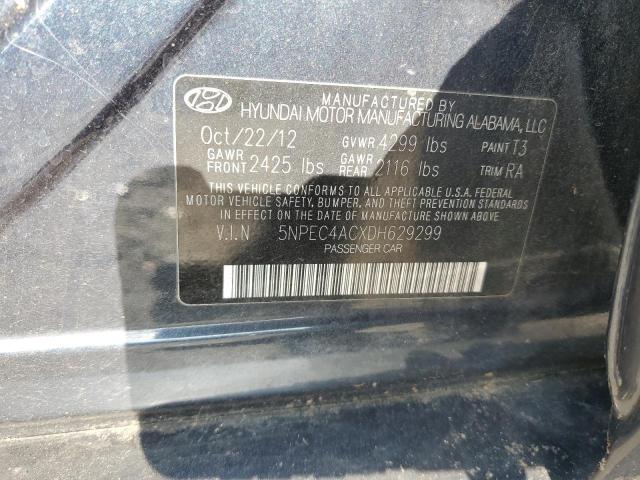 MANUFACTURED BY
HYUNDAI MOTOR MANUFACTURING ALABAMA, LLC
Oct/22/12 GVWR 4299 lbs PAINT T3
GAWR FRONT 2425 lbs GAWR REAR 2116 lbs TRIM RA
THIS VEHICLE CONFORMS TO ALL APPLICABLE U.S.A. FEDERAL
MOTOR VEHICLE SAFETY, BUMPER, AND THEFT PREVENTION STANDARDS
IN EFFECT ON THE DATE OF MANUFACTURE SHOWN ABOVE.
V.I.N 5NPEC4ACXDH629299
PASSENGER CAR